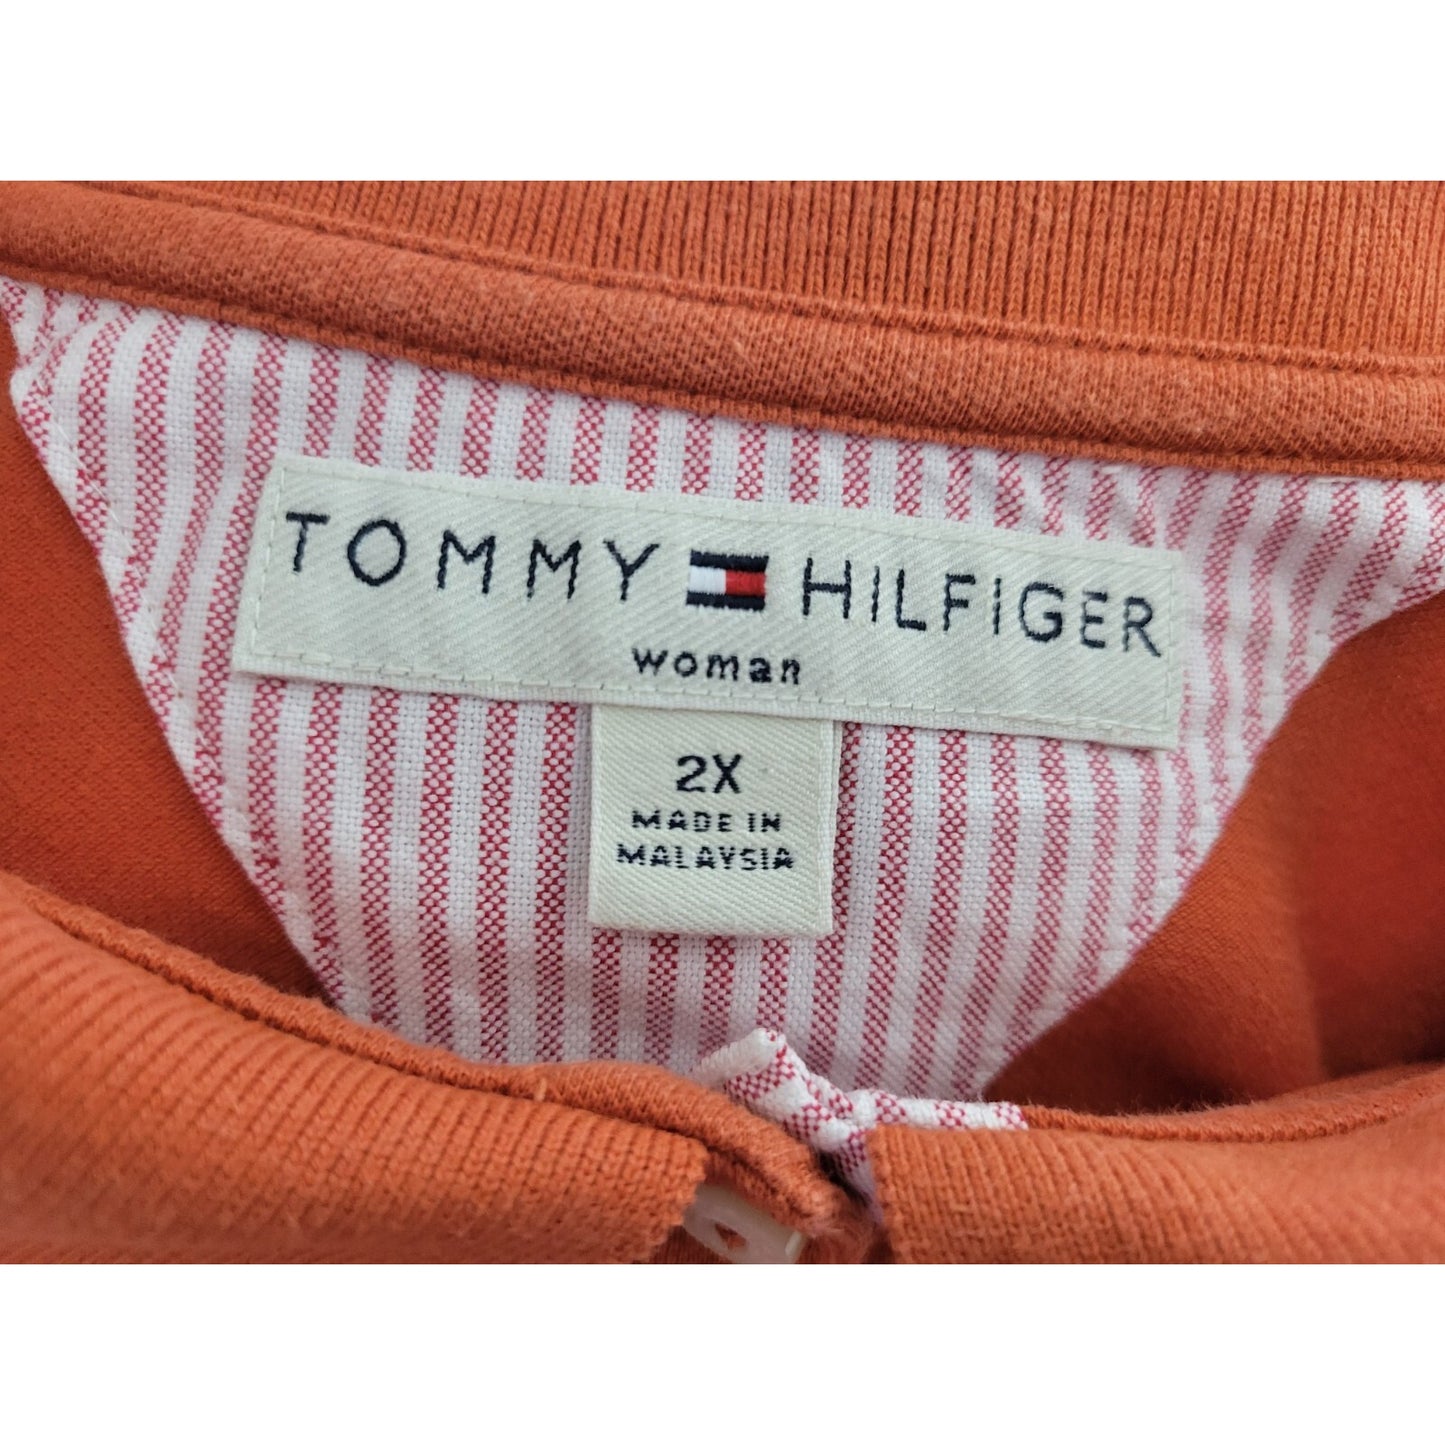 TOMMY HILFIGER
woman
2X
MADE IN
MALAYSIA